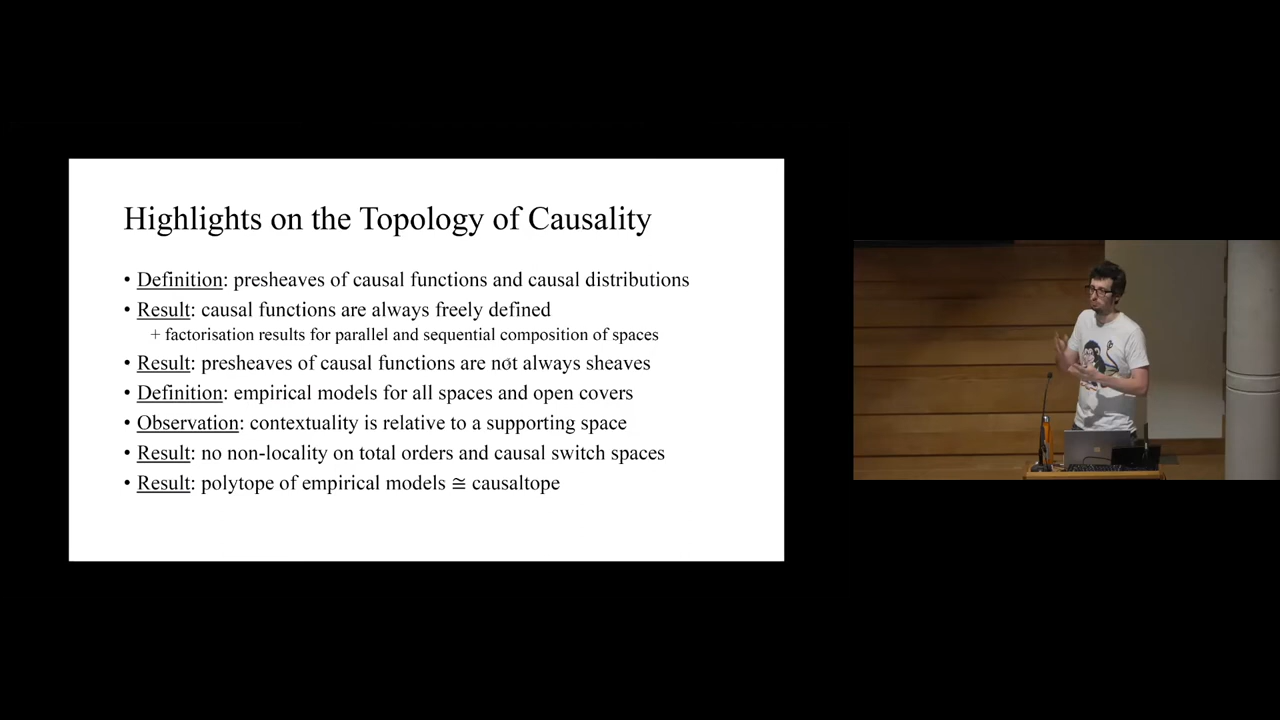 Highlights on the Topology of Causality
• Definition: presheaves of causal functions and causal distributions
• Result: causal functions are always freely defined
+ factorisation results for parallel and sequential composition of spaces
• Result: presheaves of causal functions are not always sheaves
• Definition: empirical models for all spaces and open covers
• Observation: contextuality is relative to a supporting space
• Result: no non-locality on total orders and causal switch spaces
• Result: polytope of empirical models ≅ causaltope